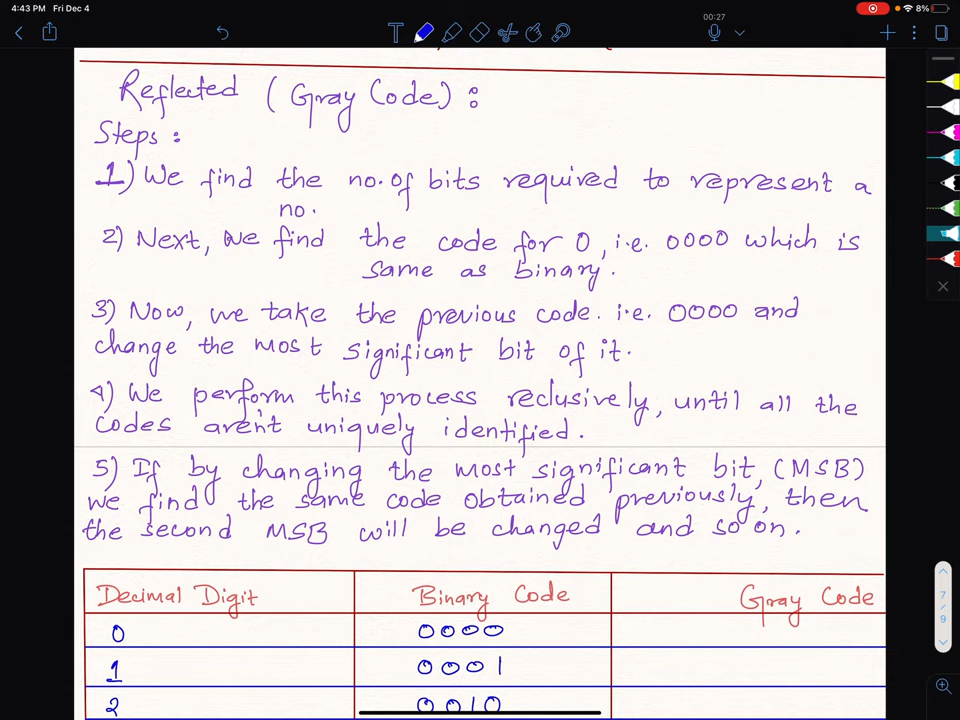 4:43 PM Fri Dec 4
00:27
8%
T
Reflected (Gray Code) :
Steps :
1) We find the no. of bits required to represent a
no.
2) Next, we find the code for 0, i.e. 0000 which is
same as binary.
3) Now, we take the previous code. i.e. 0000 and
change the most significant bit of it.
4) We perform this process reclusively, until all the
codes aren't uniquely identified.
5) If by changing the most significant bit, (MSB)
we find the same code obtained previously, then
the second MSB will be changed and so on.
Decimal Digit Binary Code Gray Code
0 0000
1 0001
2 0010
7/9